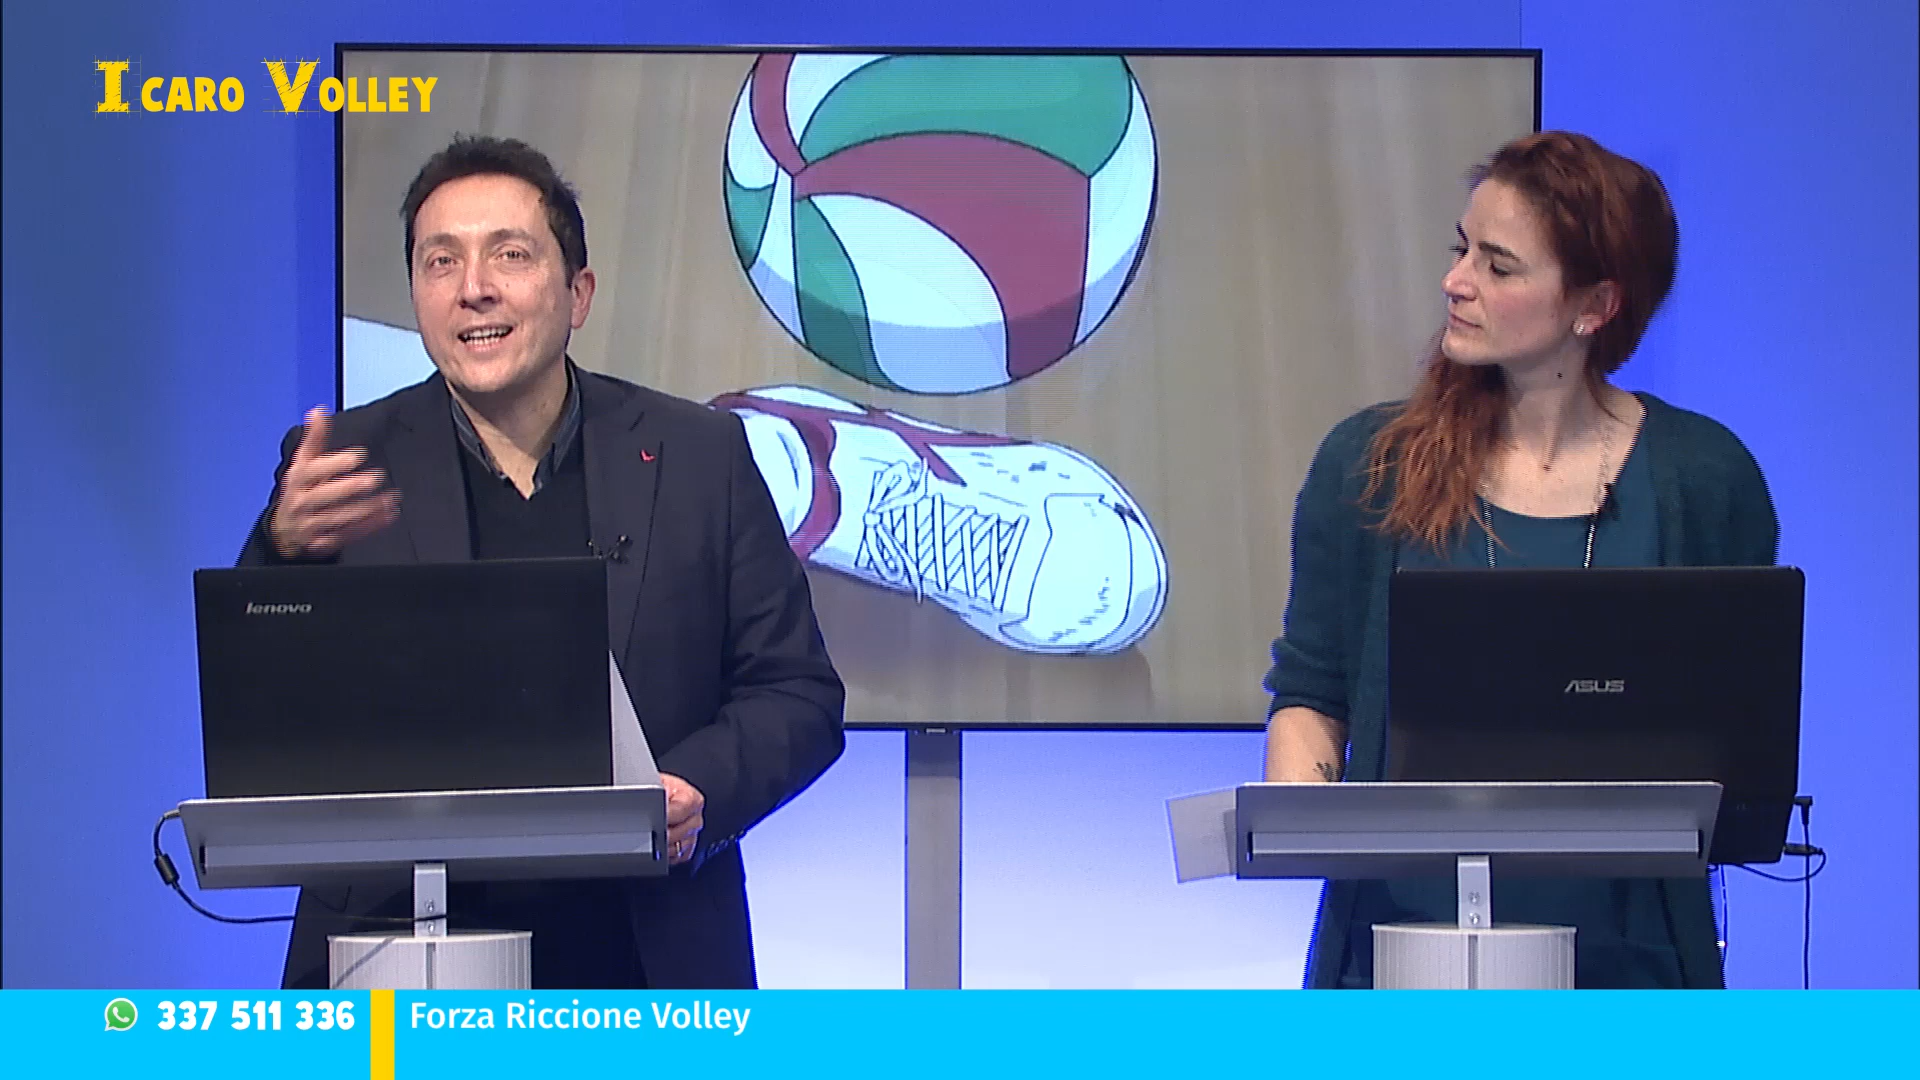 ICARO VOLLEY
lenovo
ASUS
337 511 336
Forza Riccione Volley